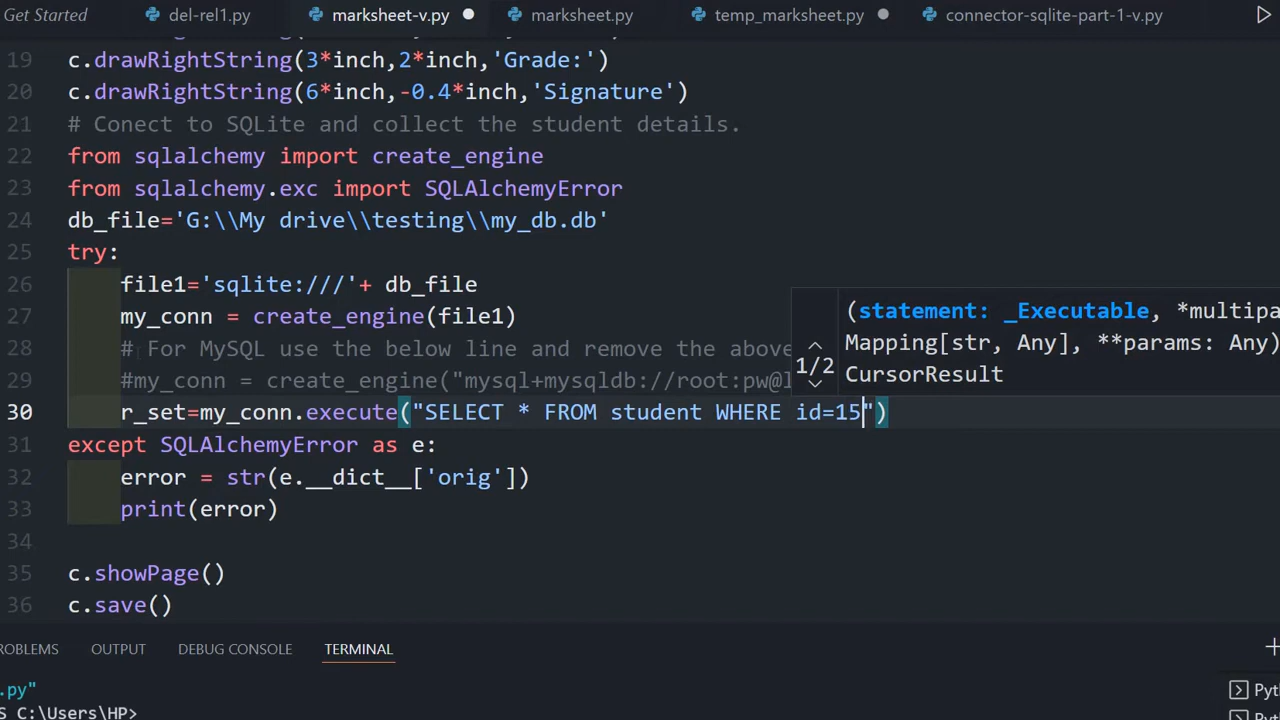 Get Started del-rel1.py marksheet-v.py marksheet.py temp_marksheet.py connector-sqlite-part-1-v.py
19 c.drawRightString(3*inch,2*inch,'Grade:')
20 c.drawRightString(6*inch,-0.4*inch,'Signature')
21 # Conect to SQLite and collect the student details.
22 from sqlalchemy import create_engine
23 from sqlalchemy.exc import SQLAlchemyError
24 db_file='G:\\My drive\\testing\\my_db.db'
25 try:
26 file1='sqlite:///'+ db_file
27 my_conn = create_engine(file1)
28 # For MySQL use the below line and remove the above
29 #my_conn = create_engine("mysql+mysqldb://root:pw@l
30 r_set=my_conn.execute("SELECT * FROM student WHERE id=15")
31 except SQLAlchemyError as e:
32 error = str(e.__dict__['orig'])
33 print(error)
34
35 c.showPage()
36 c.save()
(statement: _Executable, *multipa
1/2 Mapping[str, Any], **params: Any)
CursorResult
ROBLEMS OUTPUT DEBUG CONSOLE TERMINAL
.py"
S C:\Users\HP>
Pyt